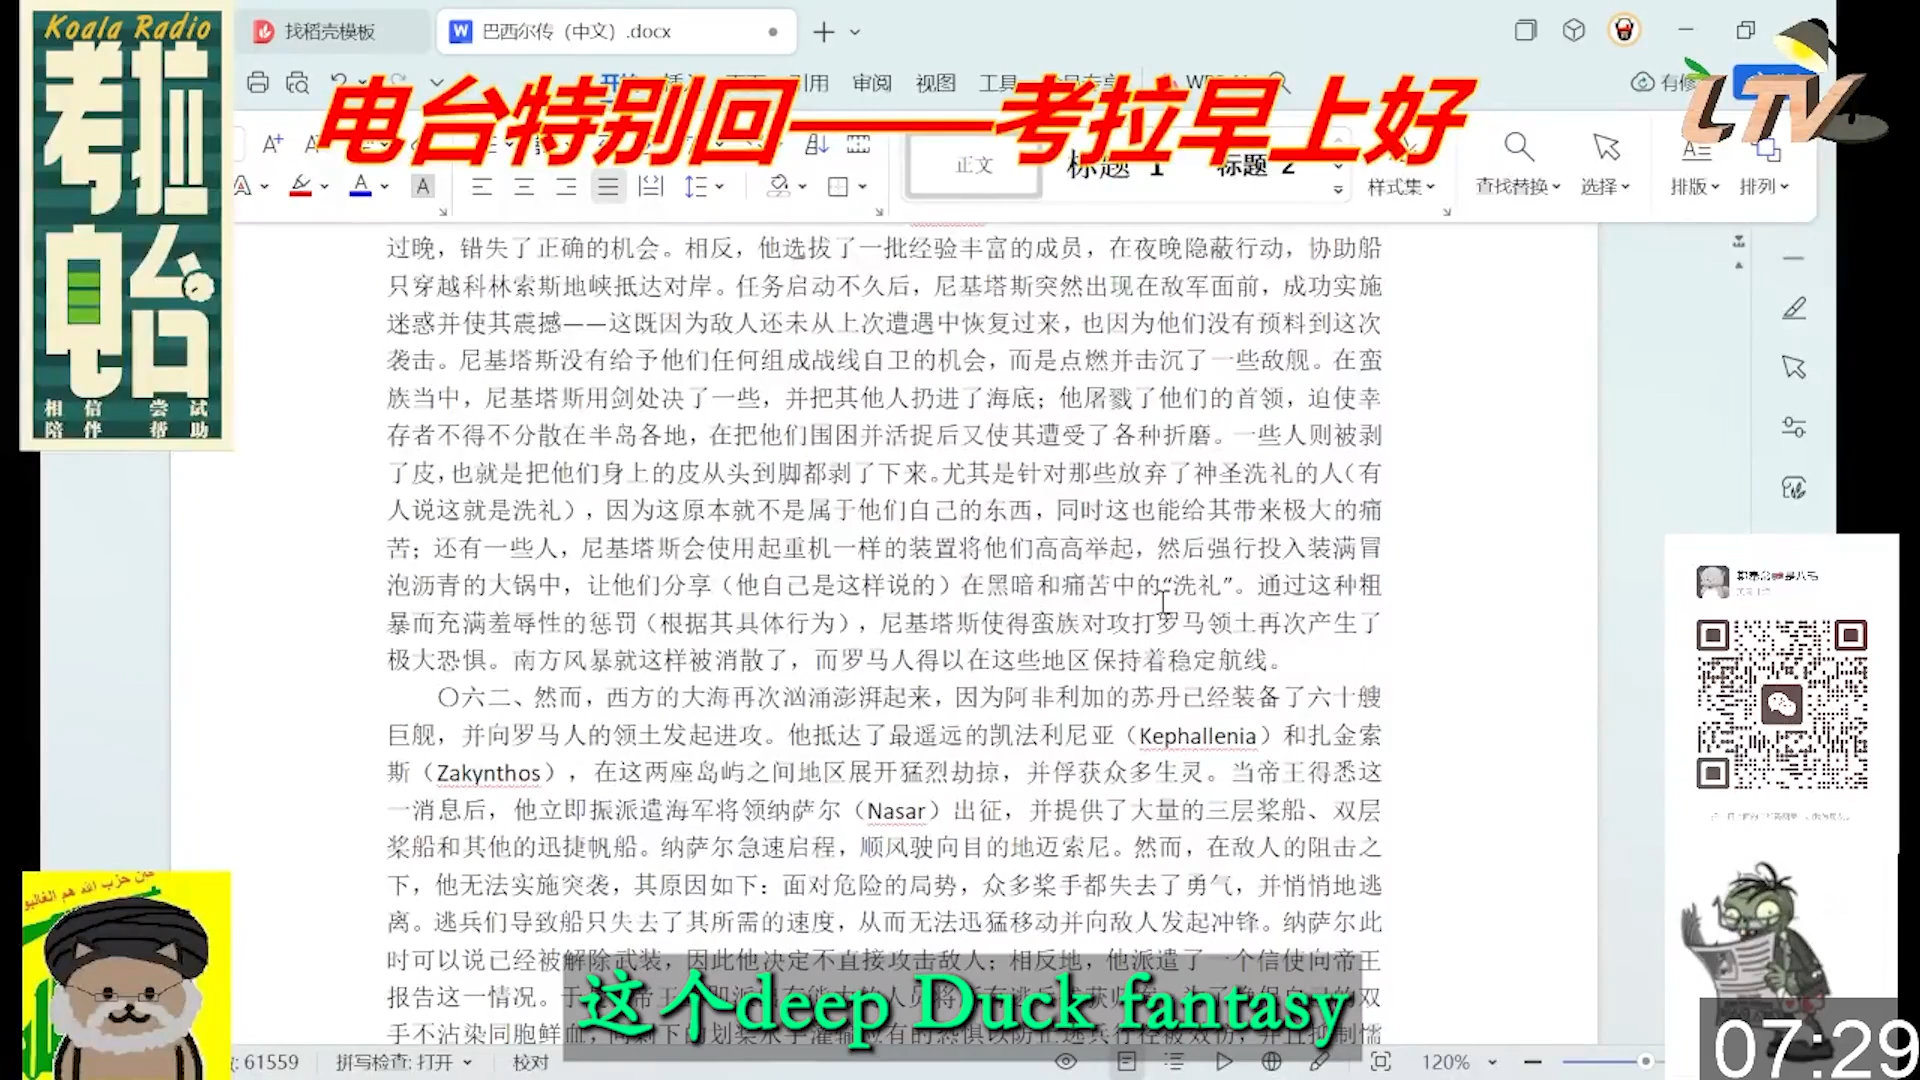 Koala Radio
考拉
电台
相信 尝试
陪伴 帮助
找稻壳模板
巴西尔传（中文）.docx
引用 审阅 视图 工具
电台特别回——考拉早上好
LTV
正文
标题 1
标题 2
样式集
查找替换
选择
排版
排列
过晚，错失了正确的机会。相反，他选拔了一批经验丰富的成员，在夜晚隐蔽行动，协助船
只穿越科林索斯地峡抵达对岸。任务启动不久后，尼基塔斯突然出现在敌军面前，成功实施
迷惑并使其震撼——这既因为敌人还未从上次遭遇中恢复过来，也因为他们没有预料到这次
袭击。尼基塔斯没有给予他们任何组成战线自卫的机会，而是点燃并击沉了一些敌舰。在蛮
族当中，尼基塔斯用剑处决了一些，并把其他人扔进了海底；他屠戮了他们的首领，迫使幸
存者不得不分散在半岛各地，在把他们围困并活捉后又使其遭受了各种折磨。一些人则被剥
了皮，也就是把他们身上的皮从头到脚都剥了下来。尤其是针对那些放弃了神圣洗礼的人（有
人说这就是洗礼），因为这原本就不是属于他们自己的东西，同时这也能给其带来极大的痛
苦；还有一些人，尼基塔斯会使用起重机一样的装置将他们高高举起，然后强行投入装满冒
泡沥青的大锅中，让他们分享（他自己是这样说的）在黑暗和痛苦中的“洗礼”。通过这种粗
暴而充满羞辱性的惩罚（根据其具体行为），尼基塔斯使得蛮族对攻打罗马领土再次产生了
极大恐惧。南方风暴就这样被消散了，而罗马人得以在这些地区保持着稳定航线。
〇六二、然而，西方的大海再次汹涌澎湃起来，因为阿非利加的苏丹已经装备了六十艘
巨舰，并向罗马人的领土发起进攻。他抵达了最遥远的凯法利尼亚（Kephallenia）和扎金索
斯（Zakynthos），在这两座岛屿之间地区展开猛烈劫掠，并俘获众多生灵。当帝王得悉这
一消息后，他立即振派遣海军将领纳萨尔（Nasar）出征，并提供了大量的三层桨船、双层
桨船和其他的迅捷帆船。纳萨尔急速启程，顺风驶向目的地迈索尼。然而，在敌人的阻击之
下，他无法实施突袭，其原因如下：面对危险的局势，众多桨手都失去了勇气，并悄悄地逃
离。逃兵们导致船只失去了其所需的速度，从而无法迅猛移动并向敌人发起冲锋。纳萨尔此
时可以说已经被解除武装，因此他决定不直接攻击敌人；相反地，他派遣了一个信使向帝王
报告这一情况。
手不沾染同胞鲜血
这个deep Duck fantasy
: 61559
拼写检查: 打开
校对
120%
07:29